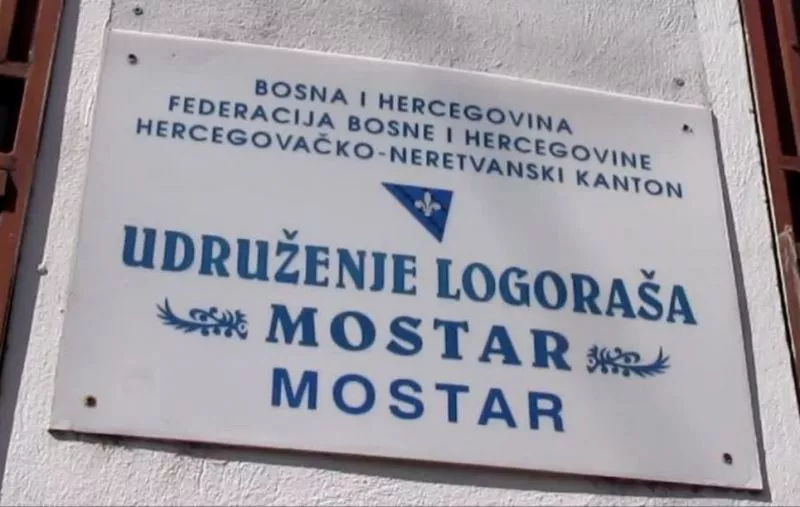 BOSNA I HERCEGOVINA
FEDERACIJA BOSNE I HERCEGOVINE
HERCEGOVAČKO-NERETVANSKI KANTON
UDRUŽENJE LOGORAŠA
MOSTAR
MOSTAR